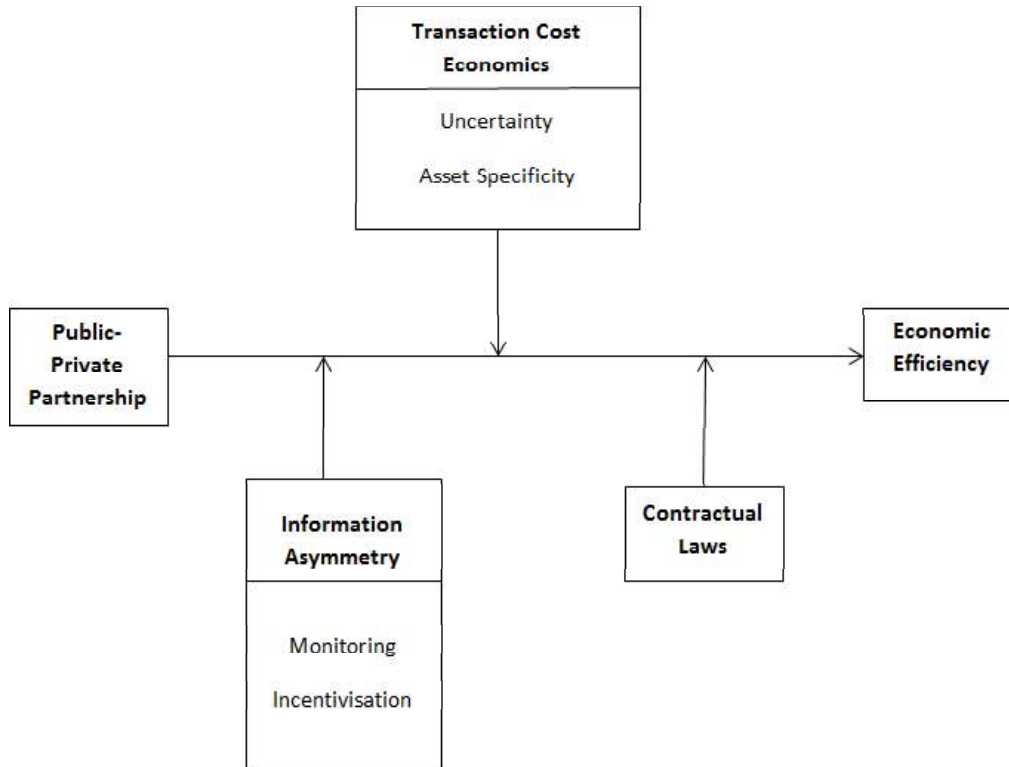 Transaction Cost
Economics
Uncertainty
Asset Specificity
Public-
Private
Partnership
Economic
Efficiency
Information
Asymmetry
Monitoring
Incentivisation
Contractual
Laws